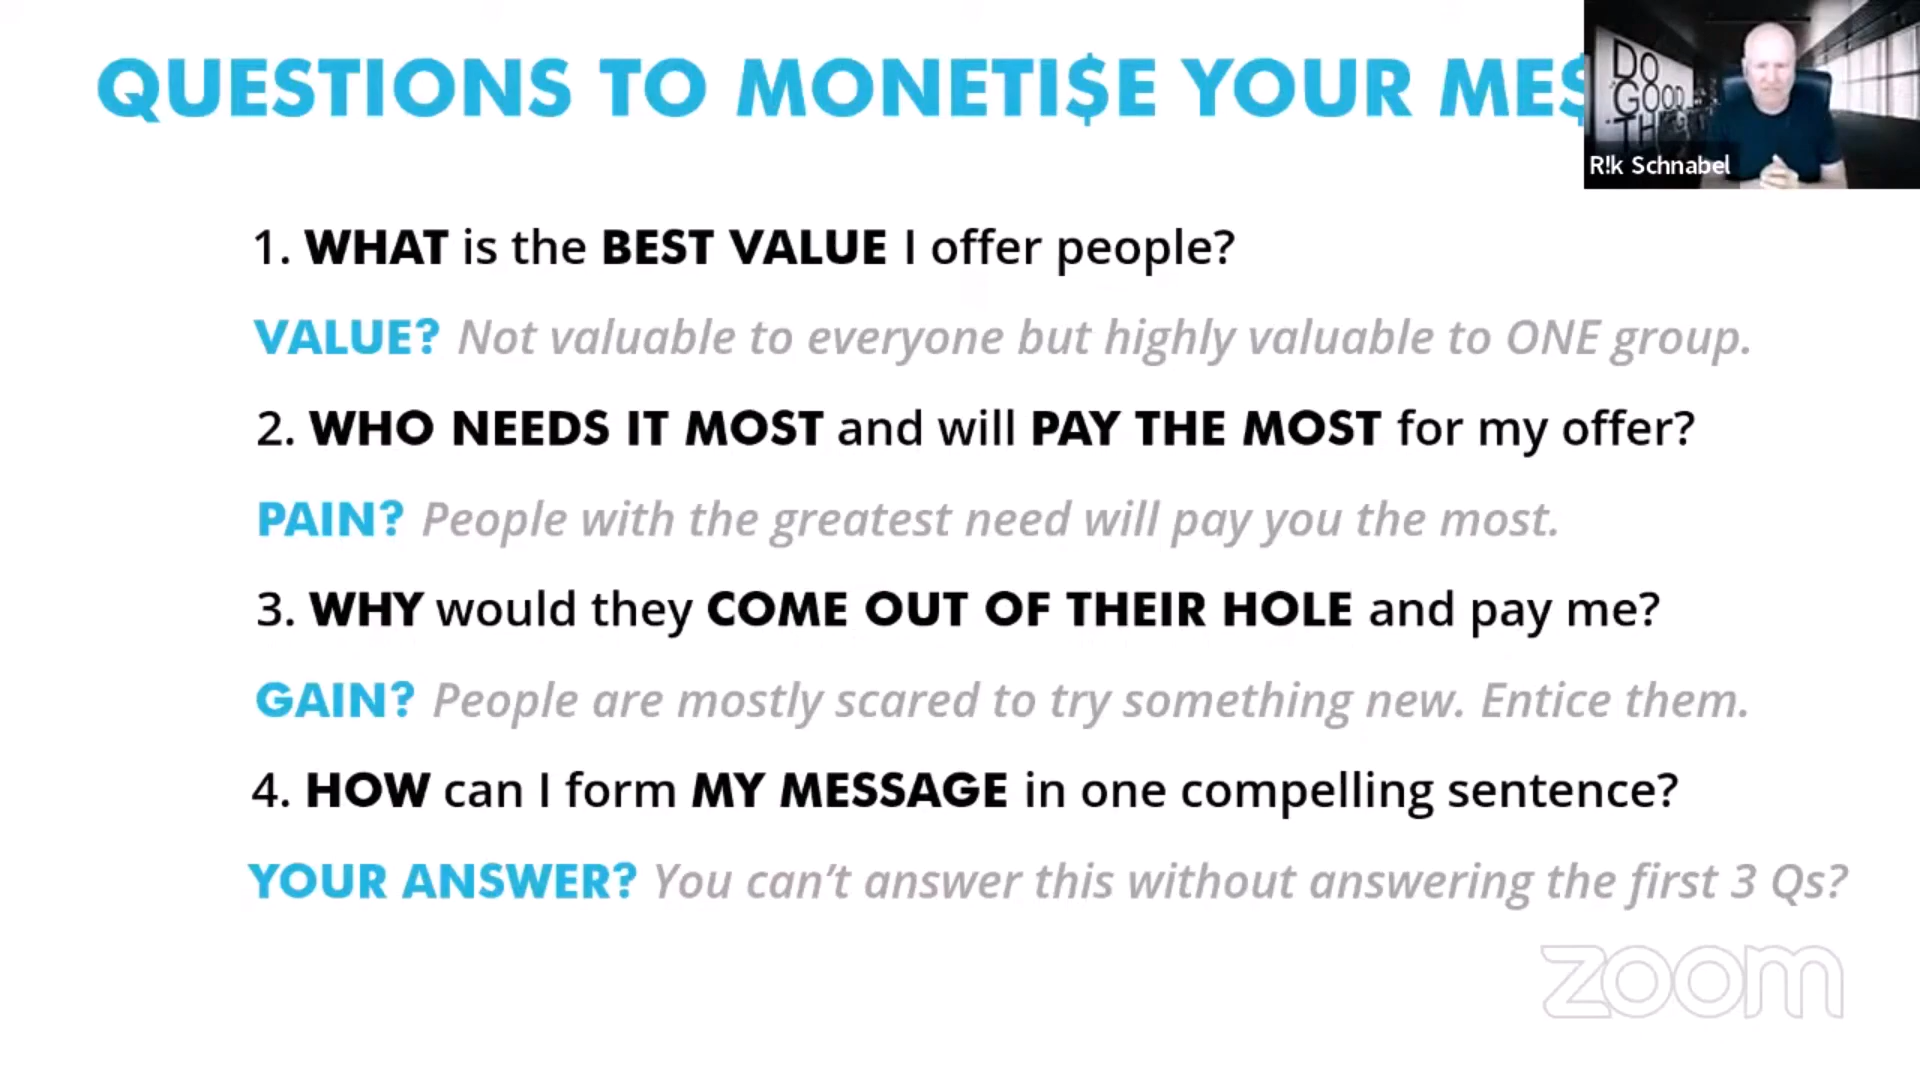 QUESTIONS TO MONETI$E YOUR ME$
DO
GOOD
TH
R!k Schnabel
1. WHAT is the BEST VALUE I offer people?
VALUE? Not valuable to everyone but highly valuable to ONE group.
2. WHO NEEDS IT MOST and will PAY THE MOST for my offer?
PAIN? People with the greatest need will pay you the most.
3. WHY would they COME OUT OF THEIR HOLE and pay me?
GAIN? People are mostly scared to try something new. Entice them.
4. HOW can I form MY MESSAGE in one compelling sentence?
YOUR ANSWER? You can’t answer this without answering the first 3 Qs?
zoom